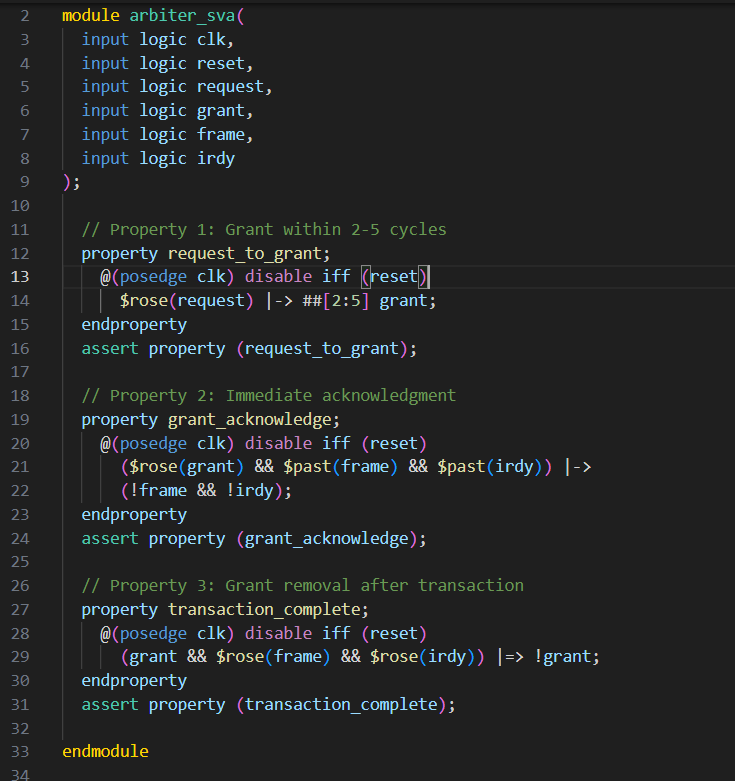 2 module arbiter_sva(
3 input logic clk,
4 input logic reset,
5 input logic request,
6 input logic grant,
7 input logic frame,
8 input logic irdy
9 );
10
11 // Property 1: Grant within 2-5 cycles
12 property request_to_grant;
13 @(posedge clk) disable iff (reset)
14 $rose(request) |-> ##[2:5] grant;
15 endproperty
16 assert property (request_to_grant);
17
18 // Property 2: Immediate acknowledgment
19 property grant_acknowledge;
20 @(posedge clk) disable iff (reset)
21 ($rose(grant) && $past(frame) && $past(irdy)) |->
22 (!frame && !irdy);
23 endproperty
24 assert property (grant_acknowledge);
25
26 // Property 3: Grant removal after transaction
27 property transaction_complete;
28 @(posedge clk) disable iff (reset)
29 (grant && $rose(frame) && $rose(irdy)) |=> !grant;
30 endproperty
31 assert property (transaction_complete);
32
33 endmodule
34